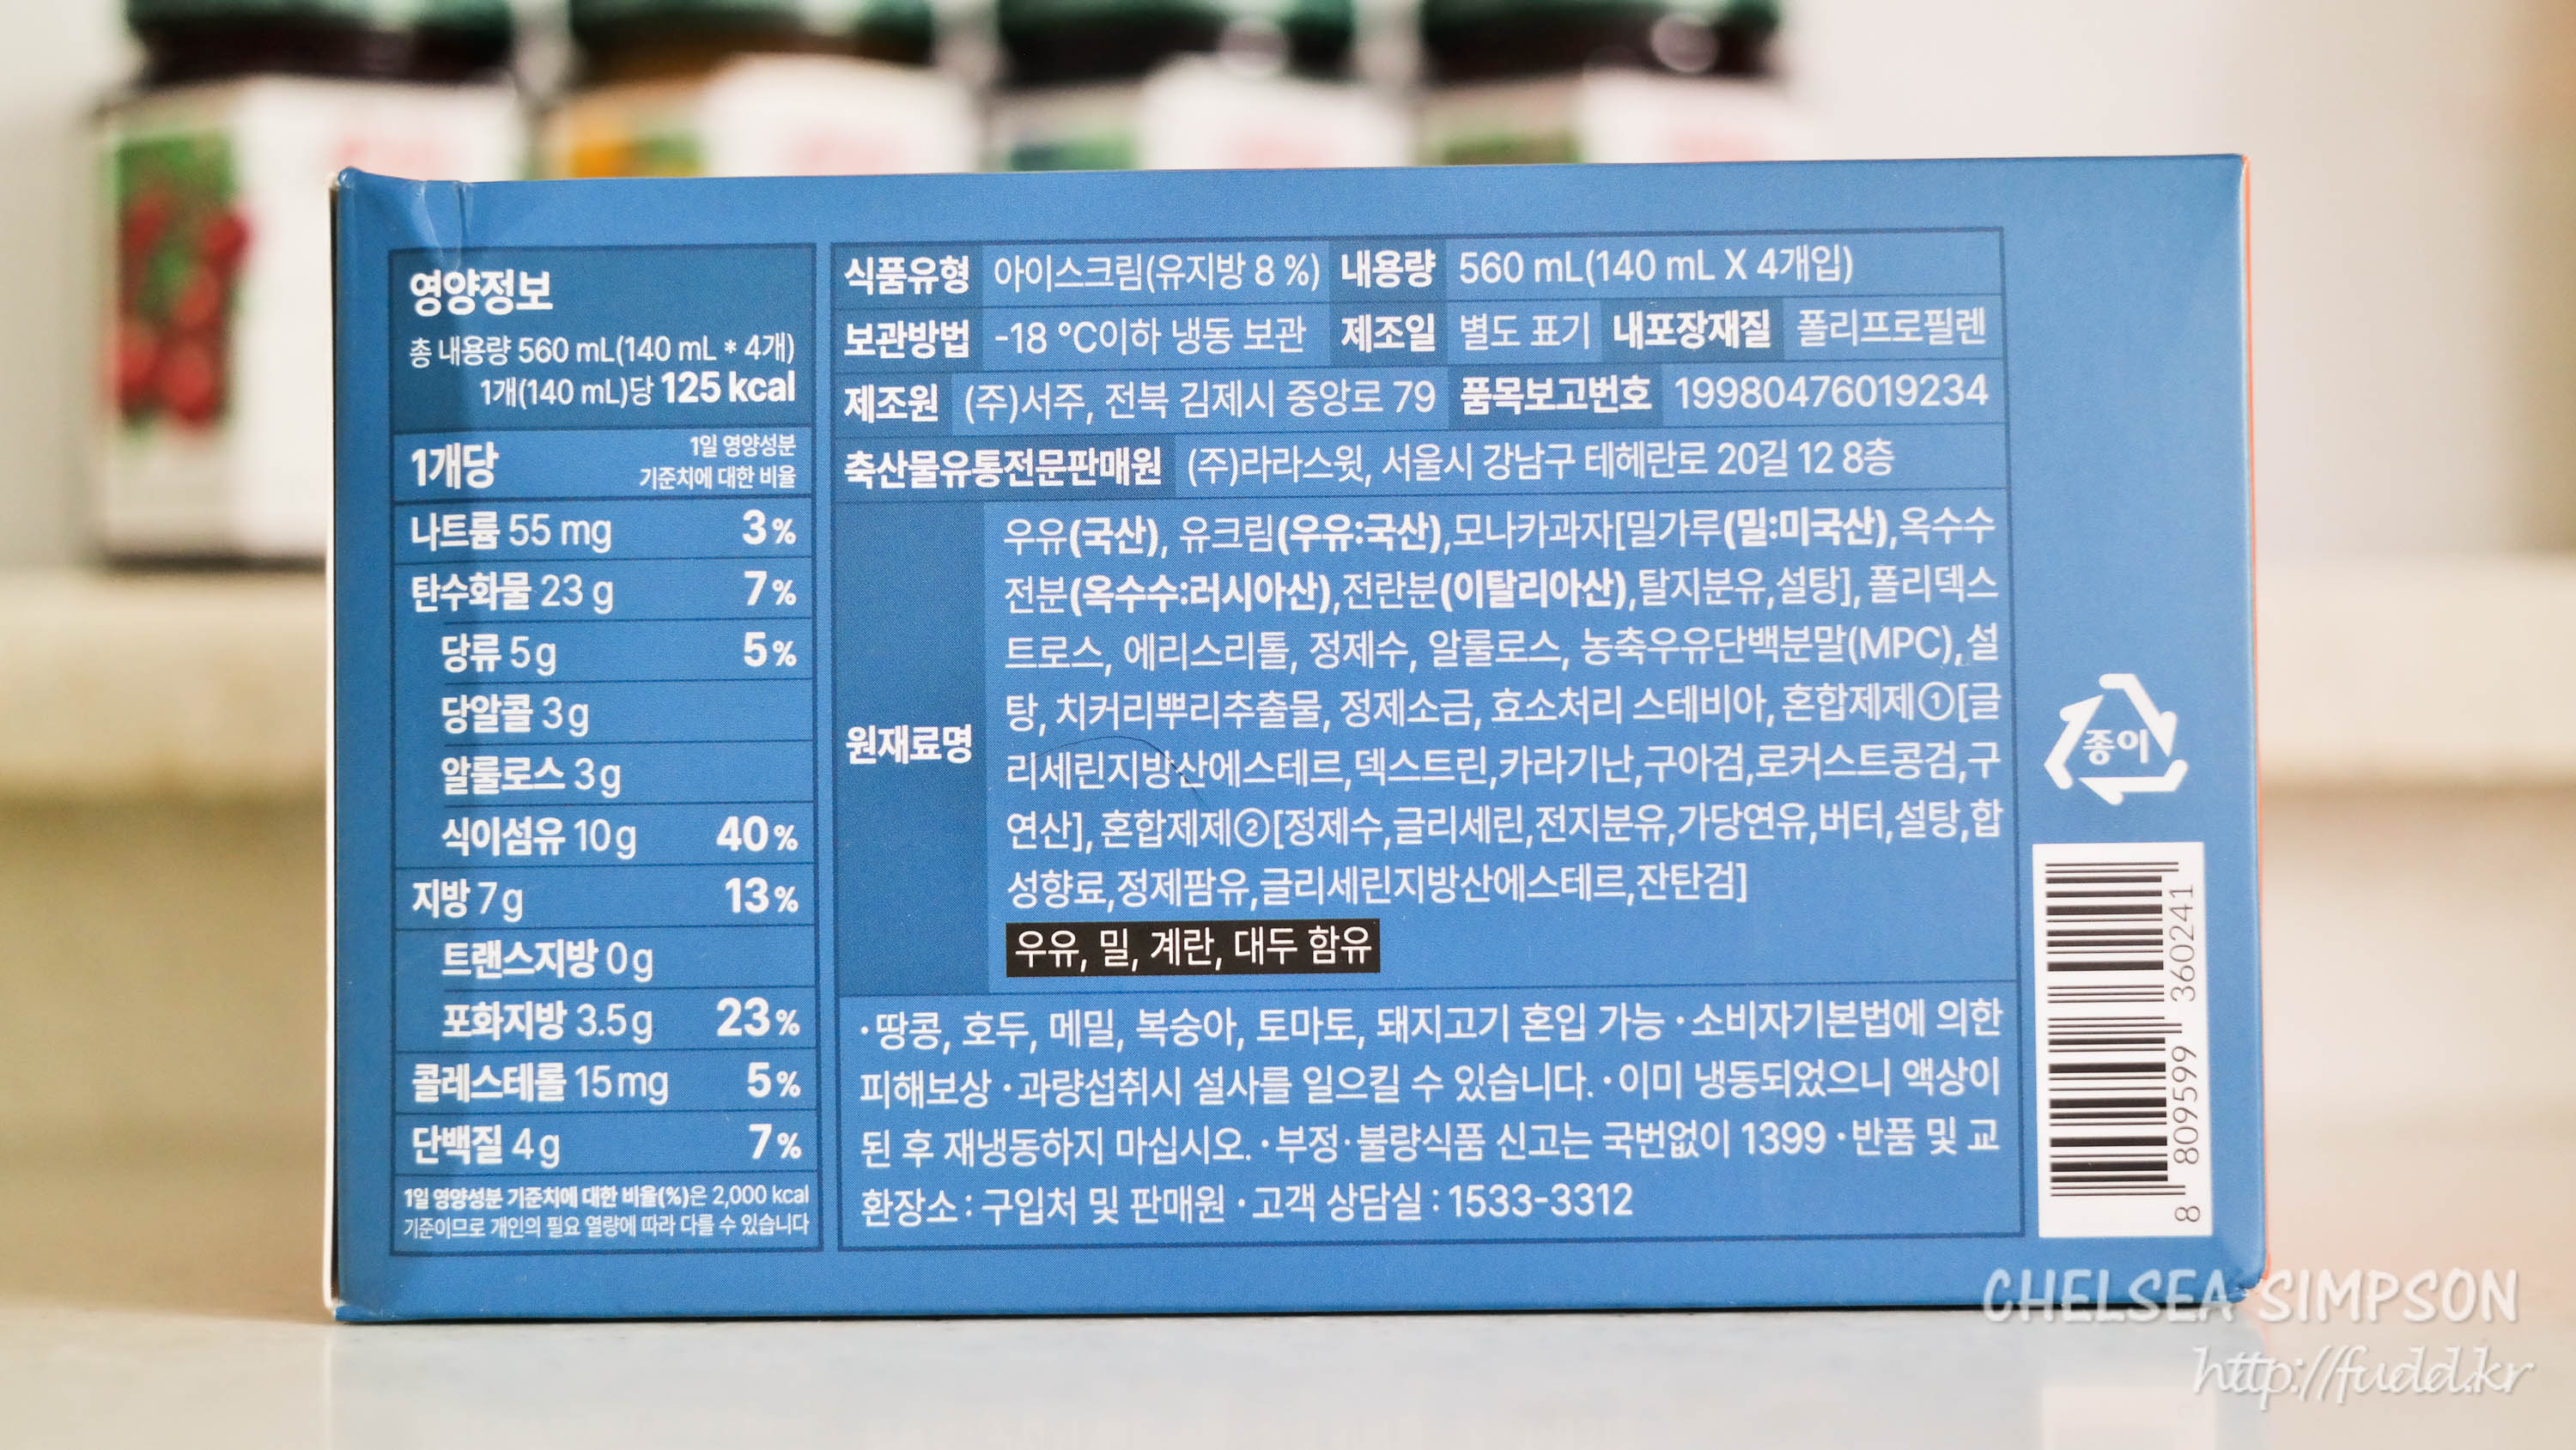 영양정보
총 내용량 560 mL(140 mL * 4개)
1개(140 mL)당 125 kcal
1개당 1일 영양성분
기준치에 대한 비율
나트륨 55 mg 3%
탄수화물 23 g 7%
당류 5 g 5%
당알콜 3 g
알룰로스 3 g
식이섬유 10 g 40%
지방 7 g 13%
트랜스지방 0 g
포화지방 3.5 g 23%
콜레스테롤 15 mg 5%
단백질 4 g 7%
1일 영양성분 기준치에 대한 비율(%)은 2,000 kcal
기준이므로 개인의 필요 열량에 따라 다를 수 있습니다
식품유형 아이스크림(유지방 8 %) 내용량 560 mL(140 mL X 4개입)
보관방법 -18 °C이하 냉동 보관 제조일 별도 표기 내포장재질 폴리프로필렌
제조원 (주)서주, 전북 김제시 중앙로 79 품목보고번호 19980476019234
축산물유통전문판매원 (주)라라스윗, 서울시 강남구 테헤란로 20길 12 8층
원재료명
우유(국산), 유크림(우유:국산),모나카과자[밀가루(밀:미국산),옥수수
전분(옥수수:러시아산),전란분(이탈리아산),탈지분유,설탕], 폴리덱스
트로스, 에리스리톨, 정제수, 알룰로스, 농축우유단백분말(MPC), 설
탕, 치커리뿌리추출물, 정제소금, 효소처리 스테비아, 혼합제제①[글
리세린지방산에스테르,덱스트린,카라기난,구아검,로커스트콩검,구
연산], 혼합제제②[정제수,글리세린,전지분유,가당연유,버터,설탕,합
성향료,정제팜유,글리세린지방산에스테르,잔탄검]
우유, 밀, 계란, 대두 함유
•땅콩, 호두, 메밀, 복숭아, 토마토, 돼지고기 혼입 가능 •소비자기본법에 의한
피해보상 •과량섭취시 설사를 일으킬 수 있습니다. •이미 냉동되었으니 액상이
된 후 재냉동하지 마십시오. •부정·불량식품 신고는 국번없이 1399 •반품 및 교
환장소 : 구입처 및 판매원 •고객 상담실 : 1533-3312
종이
8 809599 360241
CHELSEA SIMPSON
http://fudd.kr